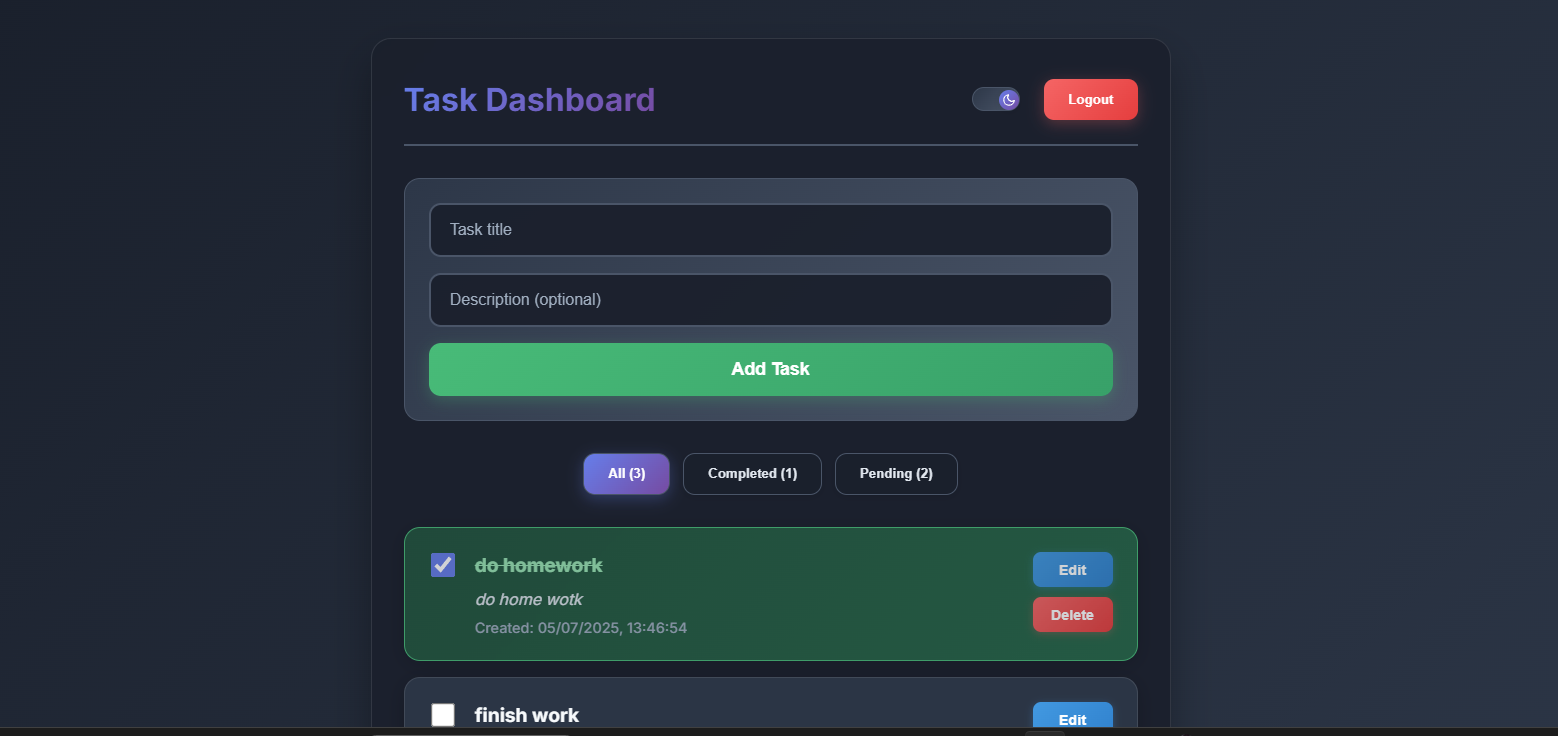 Task Dashboard
Logout
Task title
Description (optional)
Add Task
All (3)
Completed (1)
Pending (2)
do homework
Edit
do home wotk
Delete
Created: 05/07/2025, 13:46:54
finish work
Edit